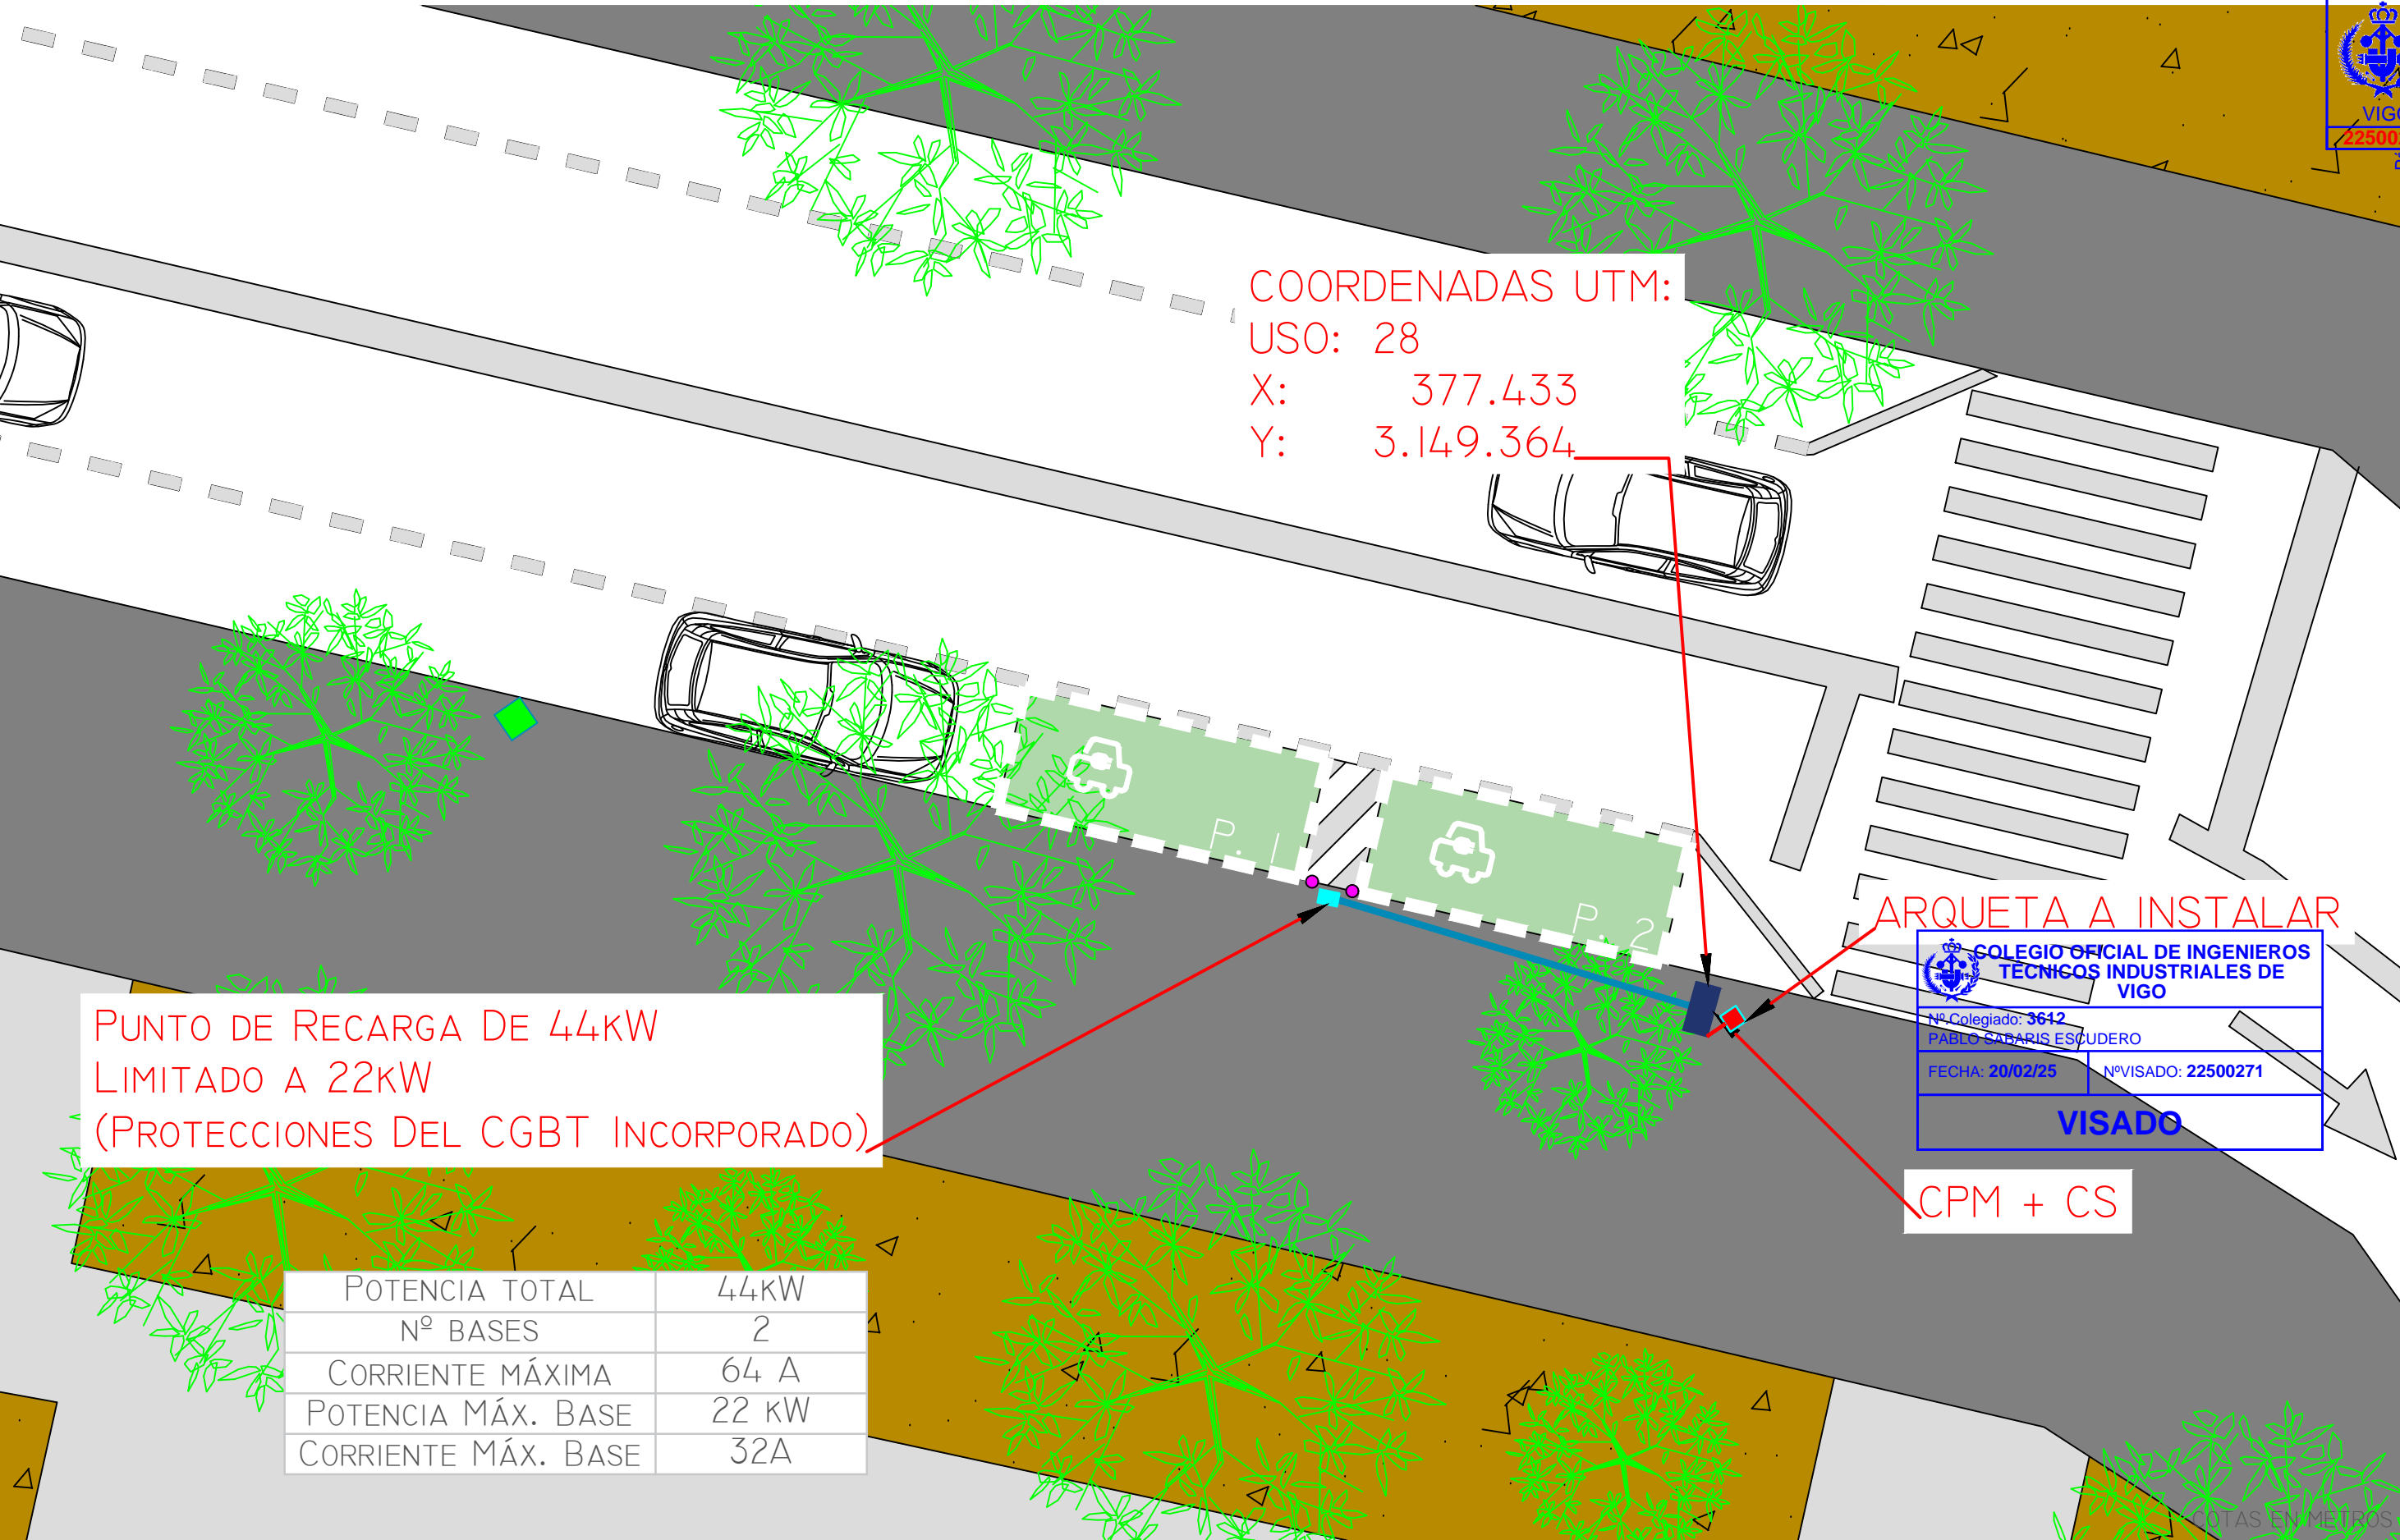 VIGO
COORDENADAS UTM:
USO: 28
X: 377.433
Y: 3.149.364
P. 1
P. 2
ARQUETA A INSTALAR
COLEGIO OFICIAL DE INGENIEROS
TECNICOS INDUSTRIALES DE
VIGO
Nº.Colegiado: 3612
PABLO SABARIS ESCUDERO
FECHA: 20/02/25
NºVISADO: 22500271
VISADO
PUNTO DE RECARGA DE 44KW
LIMITADO A 22KW
(PROTECCIONES DEL CGBT INCORPORADO)
CPM + CS
POTENCIA TOTAL 44KW
Nº BASES 2
CORRIENTE MÁXIMA 64 A
POTENCIA MÁX. BASE 22 KW
CORRIENTE MÁX. BASE 32A
COTAS EN METROS